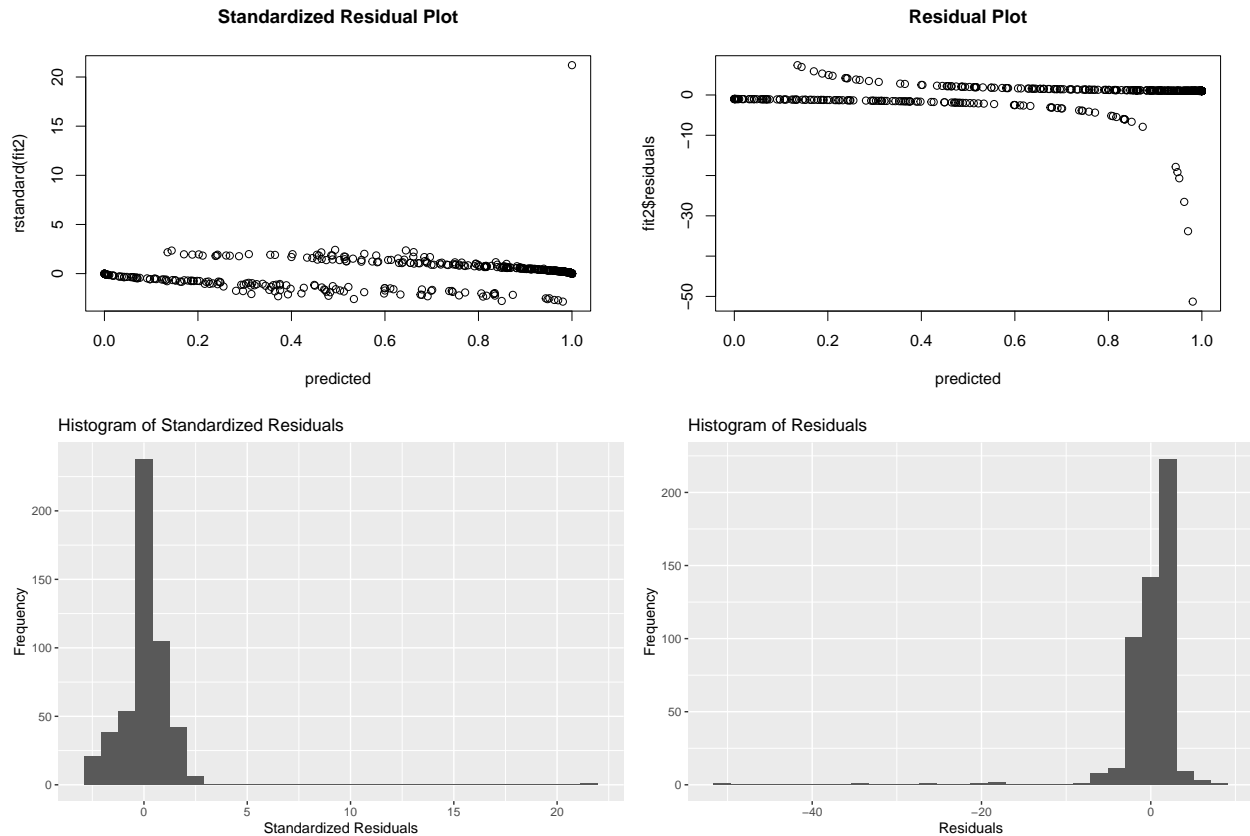 Standardized Residual Plot
rstandard(fit2)
20
15
10
5
0
0.0 0.2 0.4 0.6 0.8 1.0
predicted
Residual Plot
fit2$residuals
0
−10
−30
−50
0.0 0.2 0.4 0.6 0.8 1.0
predicted
Histogram of Standardized Residuals
Frequency
200
150
100
50
0
0 5 10 15 20
Standardized Residuals
Histogram of Residuals
Frequency
200
150
100
50
0
−40 −20 0
Residuals